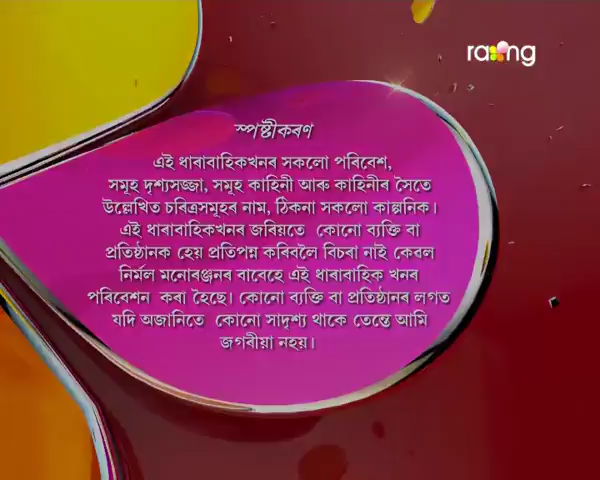 rang
স্পষ্টীকৰণ
এই ধাৰাবাহিকখনৰ সকলো পৰিবেশ,
সমূহ দৃশ্যসজ্জা, সমূহ কাহিনী আৰু কাহিনীৰ সৈতে
উল্লেখিত চৰিত্ৰসমূহৰ নাম, ঠিকনা সকলো কাল্পনিক।
এই ধাৰাবাহিকখনৰ জৰিয়তে কোনো ব্যক্তি বা
প্ৰতিষ্ঠানক হেয় প্ৰতিপন্ন কৰিবলৈ বিচৰা নাই কেৱল
নিৰ্মল মনোৰঞ্জনৰ বাবেহে এই ধাৰাবাহিক খনৰ
পৰিবেশন কৰা হৈছে। কোনো ব্যক্তি বা প্ৰতিষ্ঠানৰ লগত
যদি অজানিতে কোনো সাদৃশ্য থাকে তেন্তে আমি
জগৰীয়া নহয়।